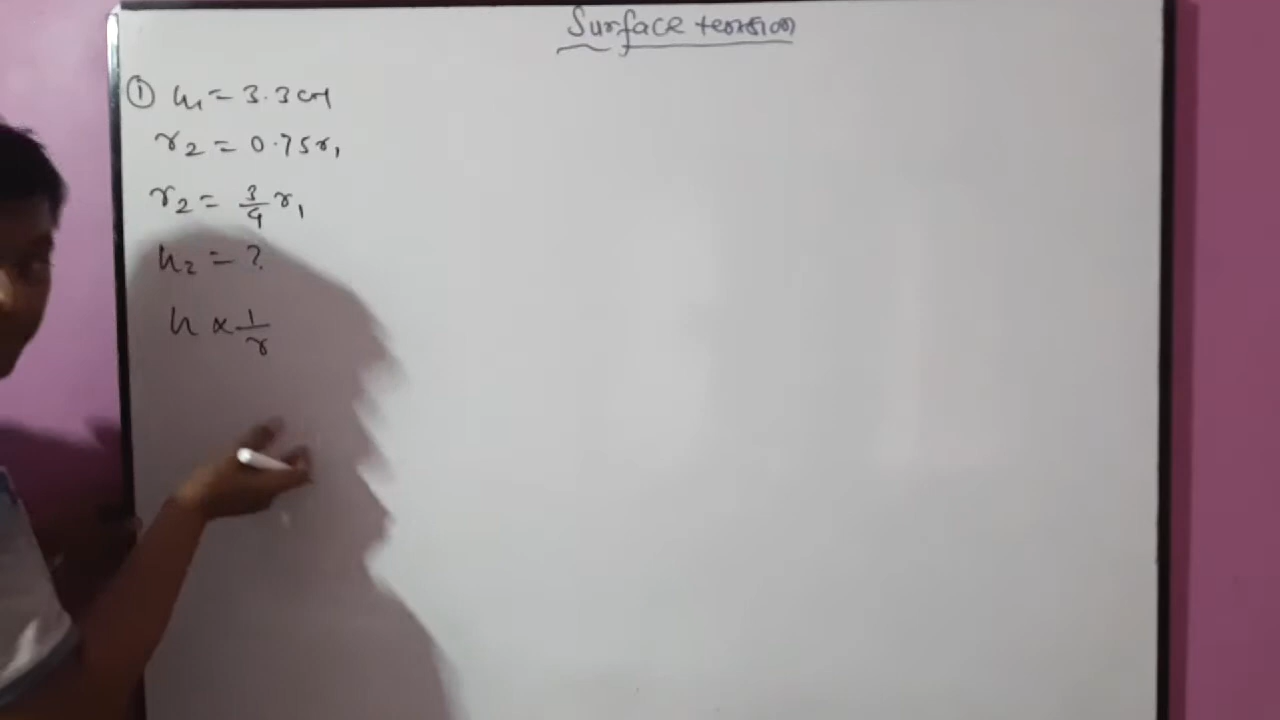 Surface tension
① h₁ = 3.3 cm
r₂ = 0.75 r₁
r₂ = 3/4 r₁
h₂ = ?
h ∝ 1/r